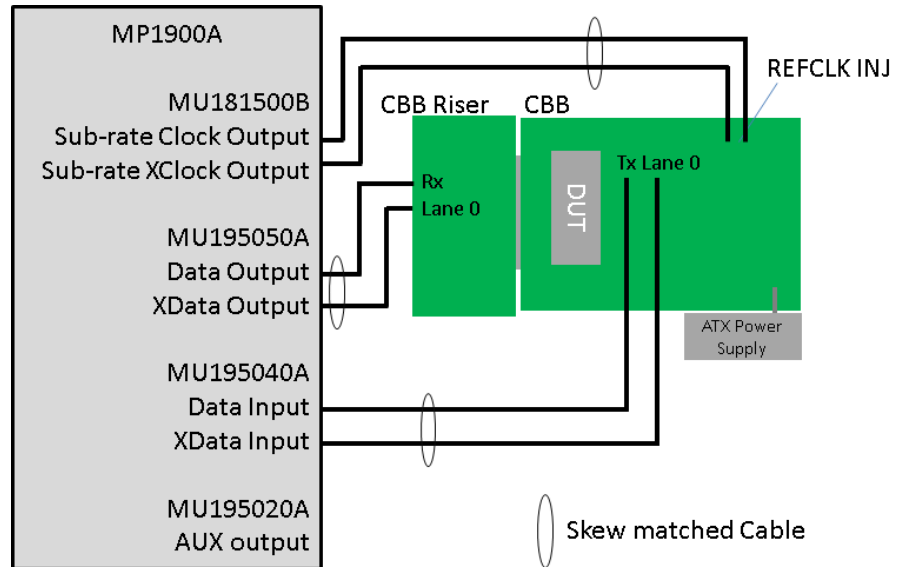 MP1900A
MU181500B
Sub-rate Clock Output
Sub-rate XClock Output
MU195050A
Data Output
XData Output
MU195040A
Data Input
XData Input
MU195020A
AUX output
CBB Riser
CBB
REFCLK INJ
Rx
Lane 0
DUT
Tx Lane 0
ATX Power
Supply
Skew matched Cable